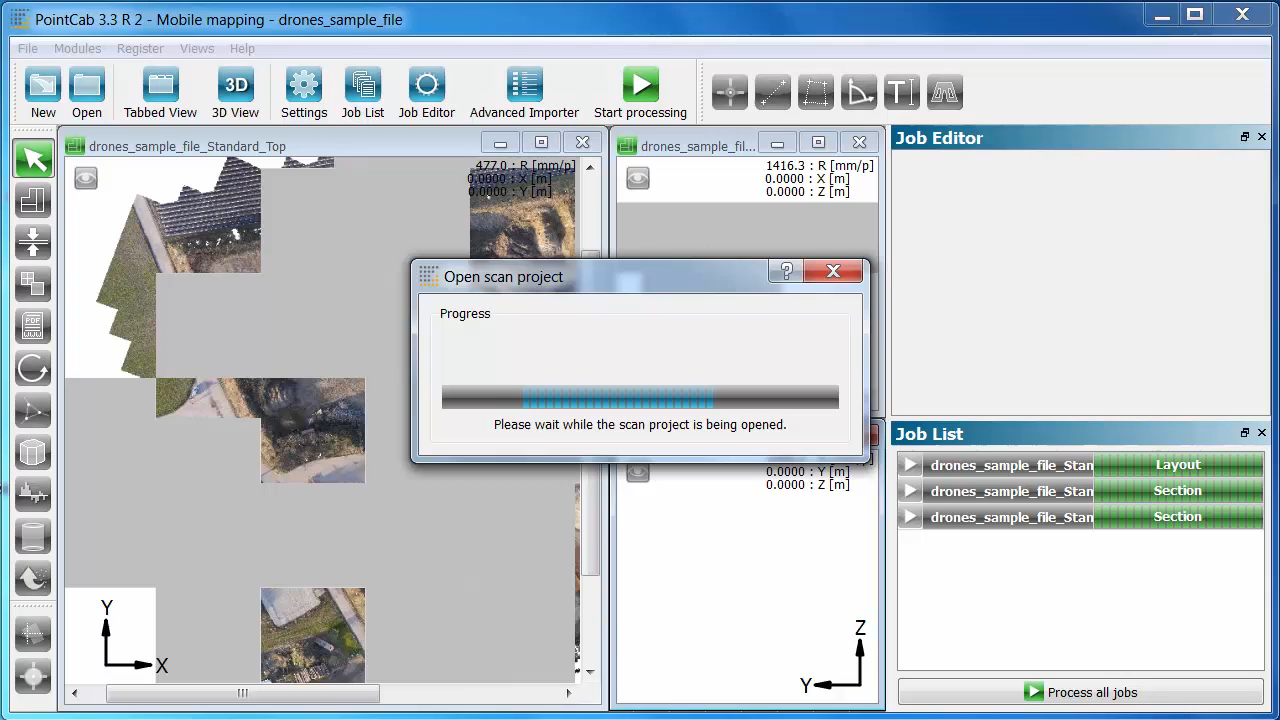 PointCab 3.3 R 2 - Mobile mapping - drones_sample_file
File Modules Register Views Help
New Open Tabbed View 3D 3D View Settings Job List Job Editor Advanced Importer Start processing
drones_sample_file_Standard_Top
477.0 : R [mm/p]
0.0000 : X [m]
0.0000 : Y [m]
drones_sample_fil...
1416.3 : R [mm/p]
0.0000 : X [m]
0.0000 : Z [m]
Job Editor
Open scan project
Progress
Please wait while the scan project is being opened.
0.0000 : Y [m]
0.0000 : Z [m]
Job List
drones_sample_file_Stan Layout
drones_sample_file_Stan Section
drones_sample_file_Stan Section
PDF
Y
X
Z
Y
Process all jobs